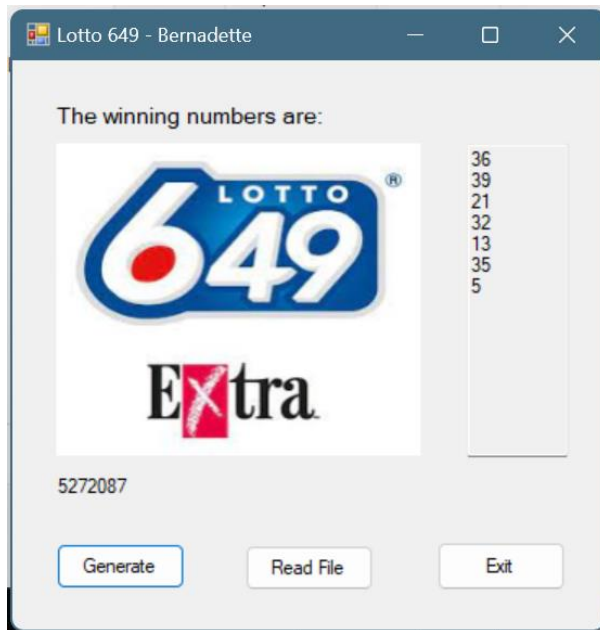 Lotto 649 - Bernadette
The winning numbers are:
LOTTO
649
®
Extra
36
39
21
32
13
35
5
5272087
Generate
Read File
Exit